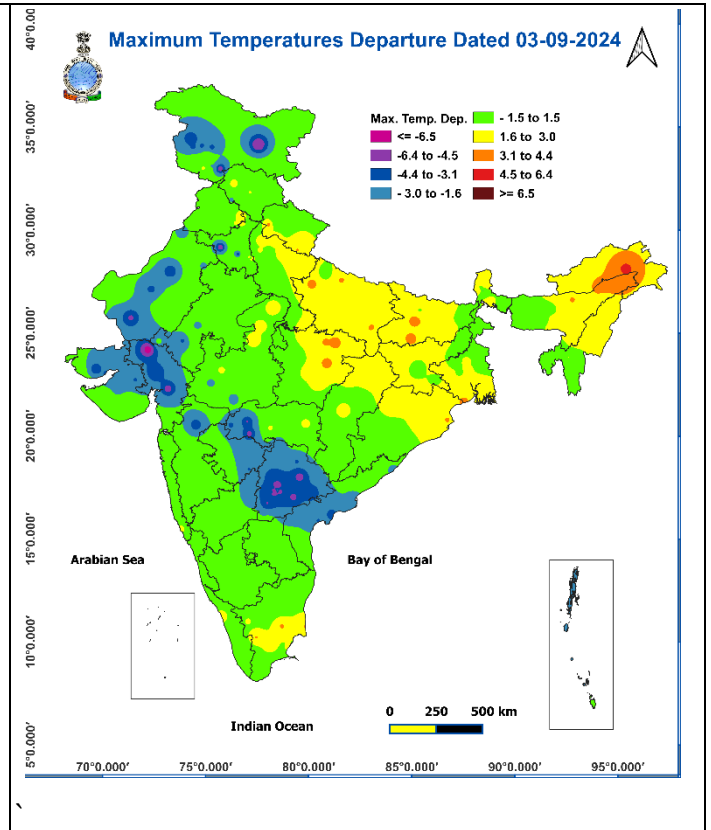 Maximum Temperatures Departure Dated 03-09-2024
Max. Temp. Dep.
<= -6.5
-6.4 to -4.5
-4.4 to -3.1
- 3.0 to -1.6
- 1.5 to 1.5
1.6 to 3.0
3.1 to 4.4
4.5 to 6.4
>= 6.5
40°0.000'
35°0.000'
30°0.000'
25°0.000'
20°0.000'
15°0.000'
10°0.000'
5°0.000'
Arabian Sea
Bay of Bengal
Indian Ocean
0 250 500 km
70°0.000' 75°0.000' 80°0.000' 85°0.000' 90°0.000' 95°0.000'
`